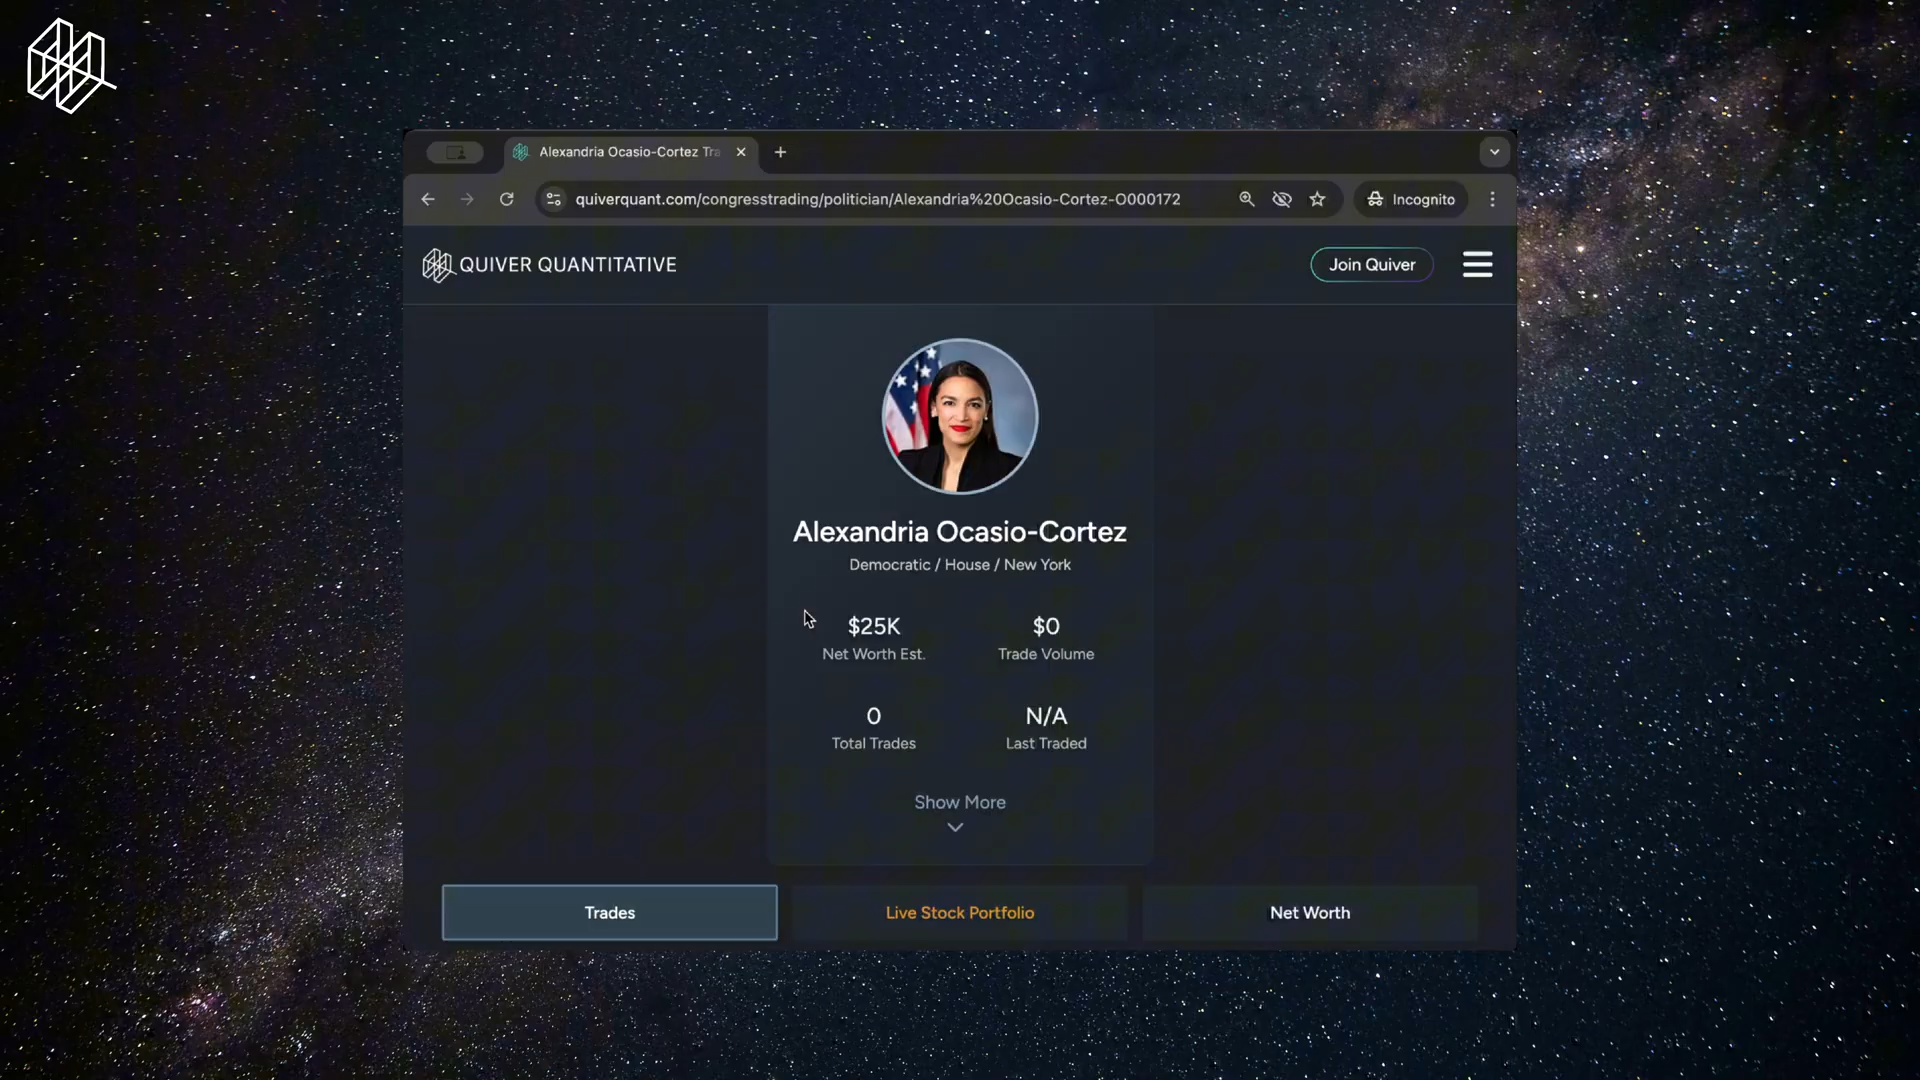 Alexandria Ocasio-Cortez Tra
quiverquant.com/congresstrading/politician/Alexandria%20Ocasio-Cortez-O000172
Incognito
QUIVER QUANTITATIVE
Join Quiver
Alexandria Ocasio-Cortez
Democratic / House / New York
$25K
Net Worth Est.
$0
Trade Volume
0
Total Trades
N/A
Last Traded
Show More
Trades
Live Stock Portfolio
Net Worth